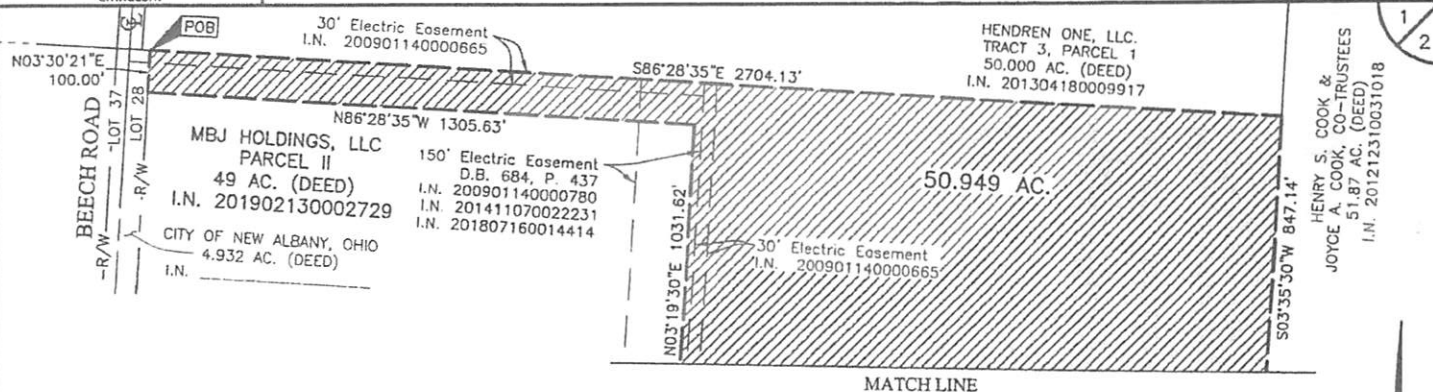 POB
30' Electric Easement
I.N. 200901140000665
HENDREN ONE, LLC.
TRACT 3, PARCEL 1
50.000 AC. (DEED)
I.N. 201304180009917
1
2
N03°30'21"E
100.00'
S86°28'35"E 2704.13'
N86°28'35"W 1305.63'
BEECH ROAD
-R/W-
LOT 37
LOT 28
-R/W-
MBJ HOLDINGS, LLC
PARCEL II
49 AC. (DEED)
I.N. 201902130002729
CITY OF NEW ALBANY, OHIO
4.932 AC. (DEED)
I.N.
150' Electric Easement
D.B. 684, P. 437
I.N. 200901140000780
I.N. 201411070022231
I.N. 201807160014414
N03°19'30"E 1031.62'
30' Electric Easement
I.N. 200901140000665
50.949 AC.
S03°35'30"W 847.14'
HENRY S. COOK &
JOYCE A. COOK, CO-TRUSTEES
51.87 AC. (DEED)
I.N. 201212310031018
MATCH LINE